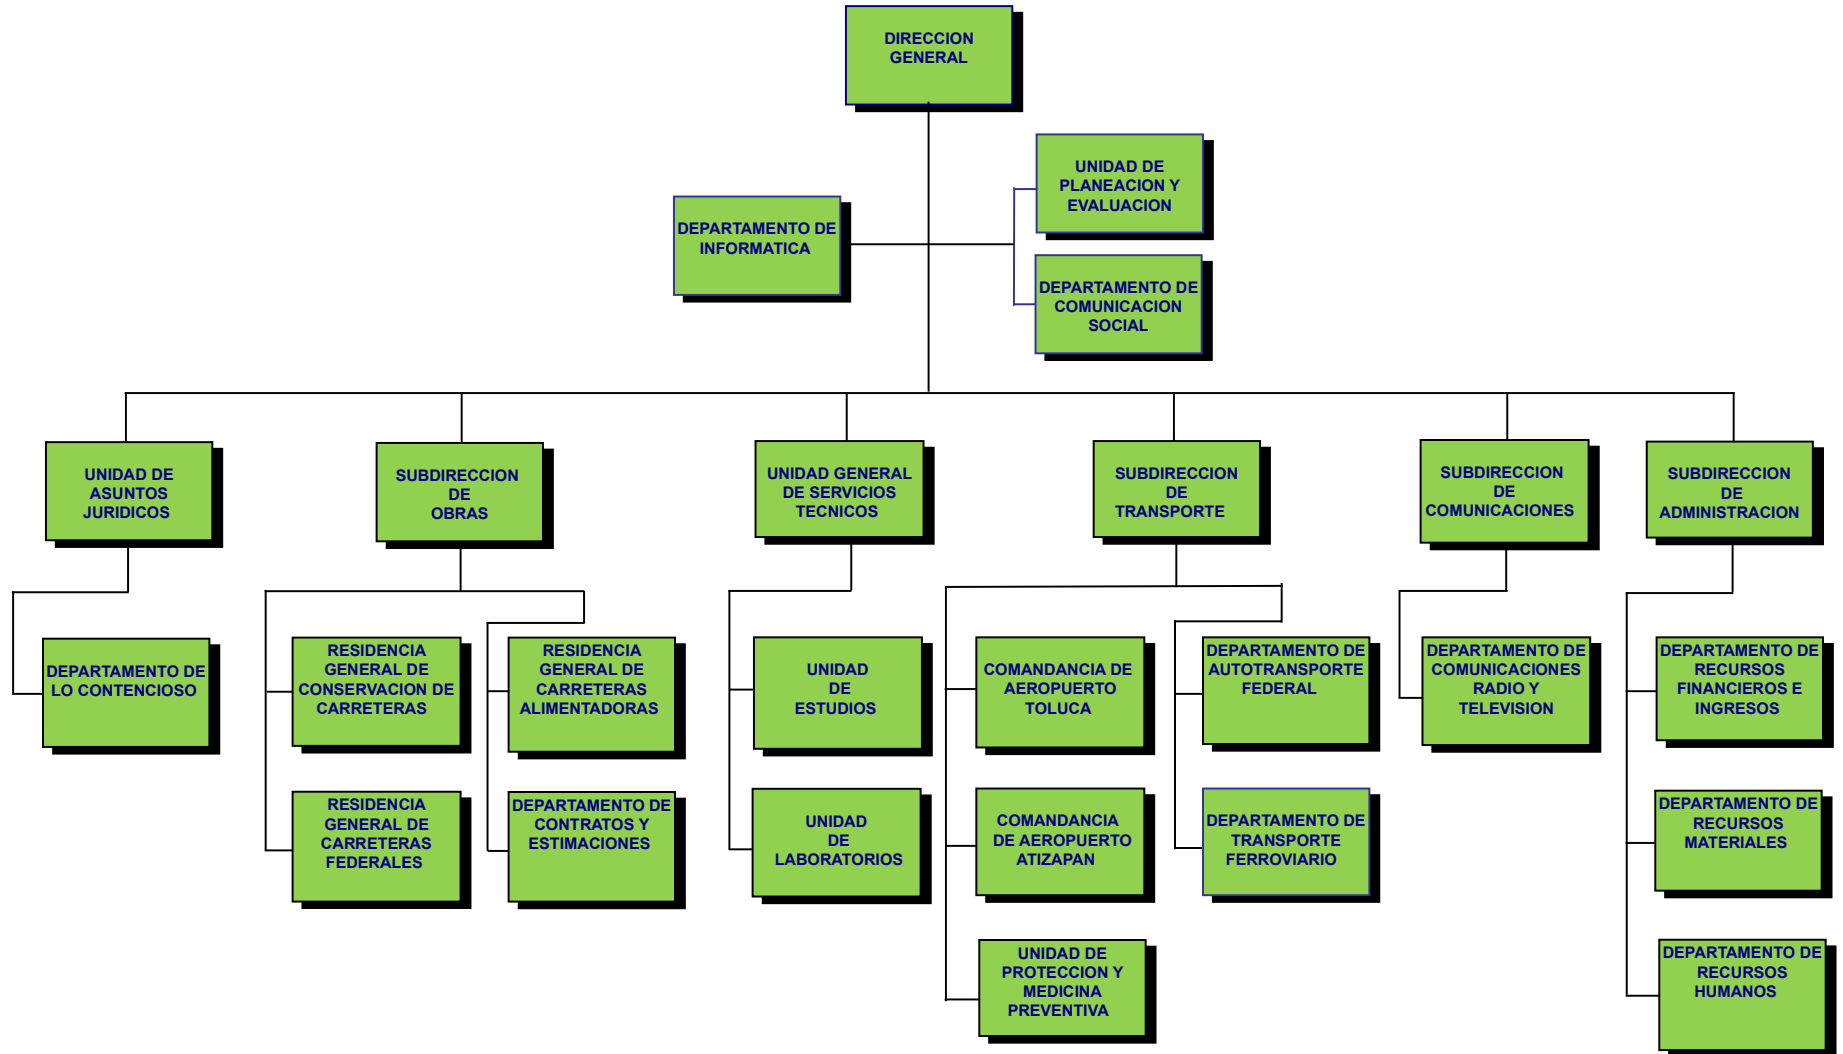 DIRECCION
GENERAL
UNIDAD DE
PLANEACION Y
EVALUACION
DEPARTAMENTO DE
INFORMATICA
DEPARTAMENTO DE
COMUNICACION
SOCIAL
UNIDAD DE
ASUNTOS
JURIDICOS
SUBDIRECCION
DE
OBRAS
UNIDAD GENERAL
DE SERVICIOS
TECNICOS
SUBDIRECCION
DE
TRANSPORTE
SUBDIRECCION
DE
COMUNICACIONES
SUBDIRECCION
DE
ADMINISTRACION
DEPARTAMENTO DE
LO CONTENCIOSO
RESIDENCIA
GENERAL DE
CONSERVACION DE
CARRETERAS
RESIDENCIA
GENERAL DE
CARRETERAS
ALIMENTADORAS
UNIDAD
DE
ESTUDIOS
COMANDANCIA DE
AEROPUERTO
TOLUCA
DEPARTAMENTO DE
AUTOTRANSPORTE
FEDERAL
DEPARTAMENTO DE
COMUNICACIONES
RADIO Y
TELEVISION
DEPARTAMENTO DE
RECURSOS
FINANCIEROS E
INGRESOS
RESIDENCIA
GENERAL DE
CARRETERAS
FEDERALES
DEPARTAMENTO DE
CONTRATOS Y
ESTIMACIONES
UNIDAD
DE
LABORATORIOS
COMANDANCIA
DE AEROPUERTO
ATIZAPAN
DEPARTAMENTO DE
TRANSPORTE
FERROVIARIO
DEPARTAMENTO DE
RECURSOS
MATERIALES
UNIDAD DE
PROTECCION Y
MEDICINA
PREVENTIVA
DEPARTAMENTO DE
RECURSOS
HUMANOS